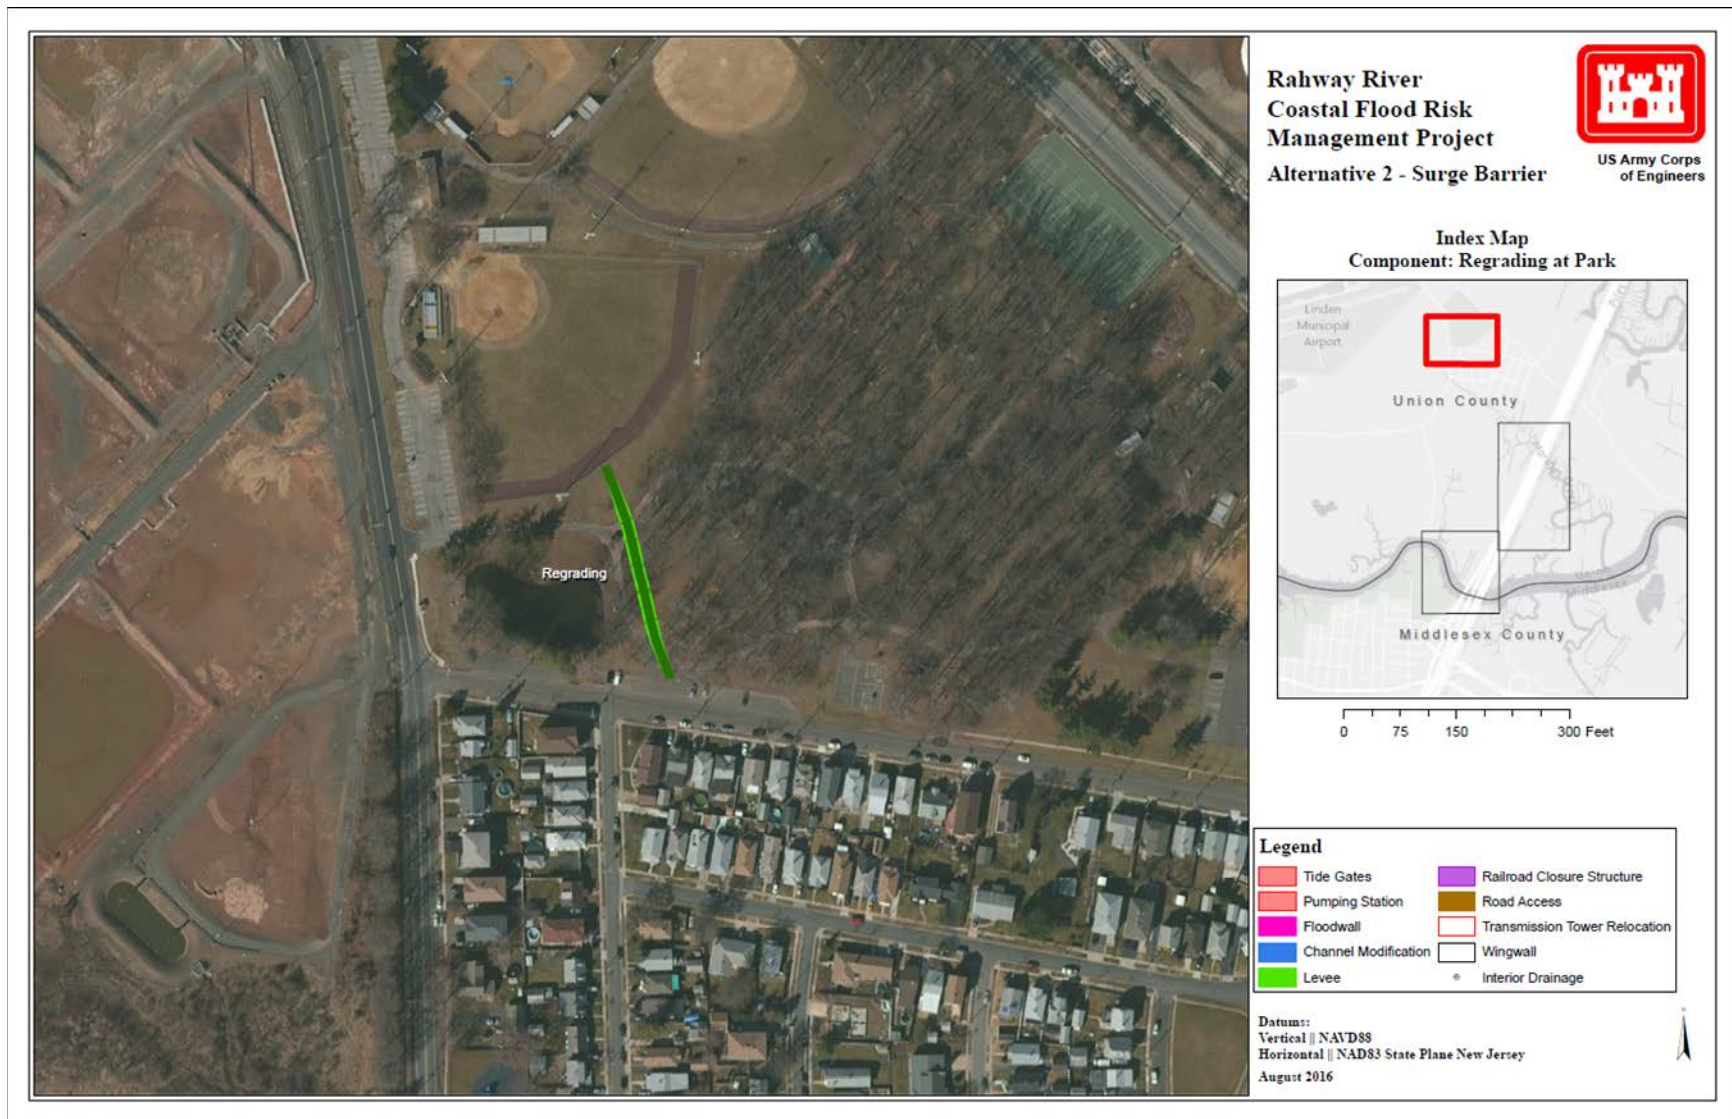 Rahway River
Coastal Flood Risk
Management Project
Alternative 2 - Surge Barrier
US Army Corps
of Engineers
Index Map
Component: Regrading at Park
Linden
Municipal
Airport
Union County
Middlesex
Middlesex County
0 75 150 300 Feet
Regrading
Legend
Tide Gates
Pumping Station
Floodwall
Channel Modification
Levee
Railroad Closure Structure
Road Access
Transmission Tower Relocation
Wingwall
Interior Drainage
Datums:
Vertical || NAVD88
Horizontal || NAD83 State Plane New Jersey
August 2016